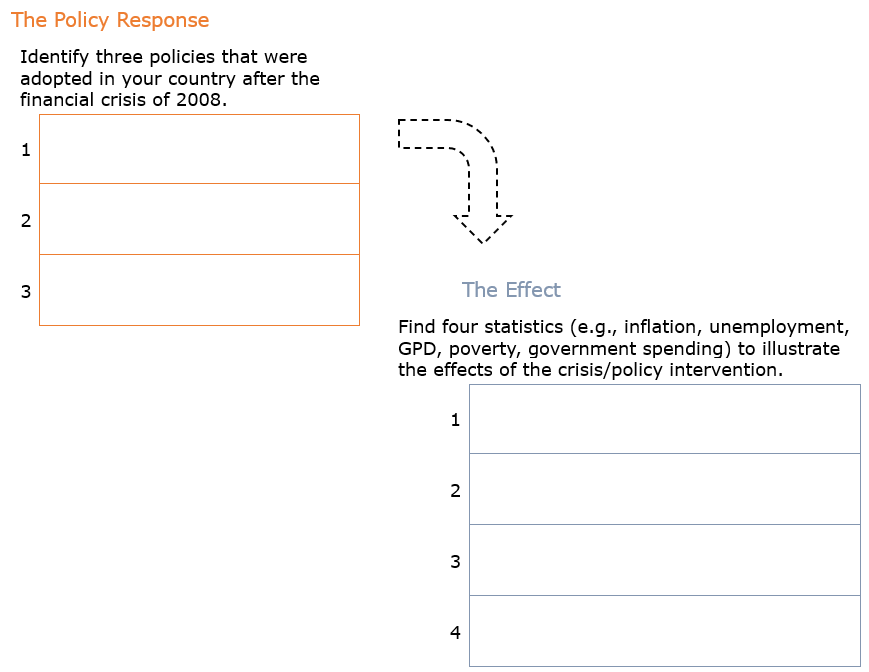 The Policy Response
Identify three policies that were
adopted in your country after the
financial crisis of 2008.
1
2
3
The Effect
Find four statistics (e.g., inflation, unemployment,
GPD, poverty, government spending) to illustrate
the effects of the crisis/policy intervention.
1
2
3
4